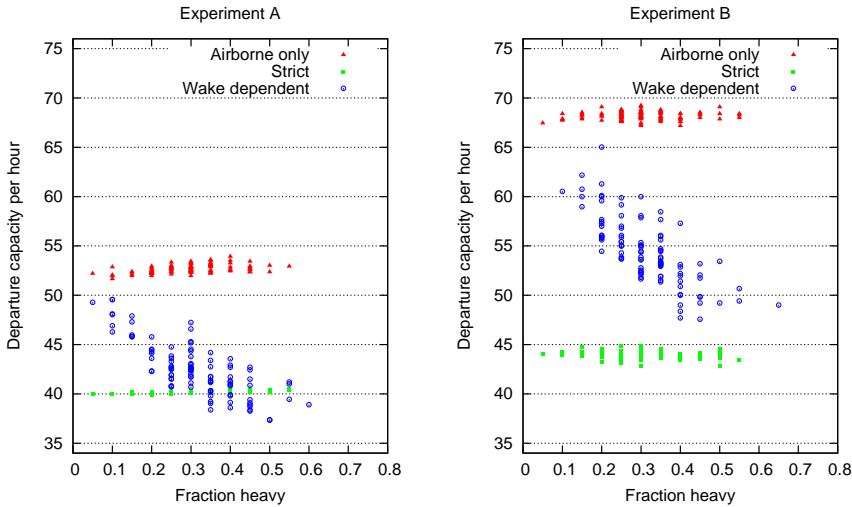 Experiment A
75
70
65
60
55
50
45
40
35
Departure capacity per hour
Airborne only
Strict
Wake dependent
0 0.1 0.2 0.3 0.4 0.5 0.6 0.7 0.8
Fraction heavy
Experiment B
75
70
65
60
55
50
45
40
35
Departure capacity per hour
Airborne only
Strict
Wake dependent
0 0.1 0.2 0.3 0.4 0.5 0.6 0.7 0.8
Fraction heavy